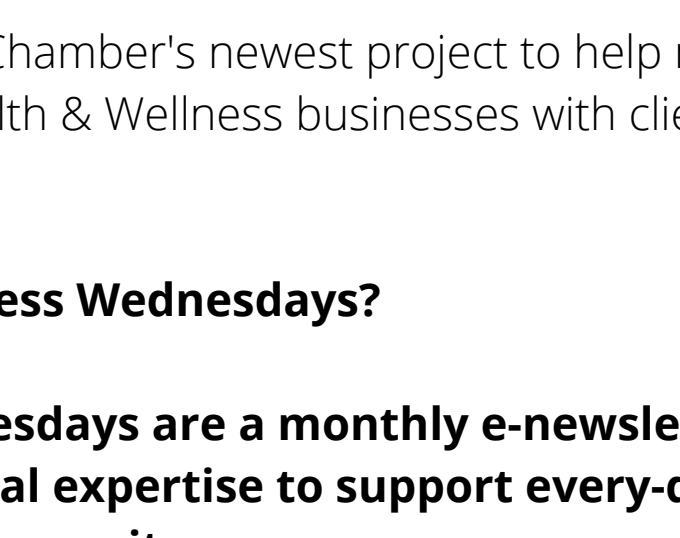 Chamber's newest project to help
lth & Wellness businesses with clie
ess Wednesdays?
esdays are a monthly e-newsle
al expertise to support every-d